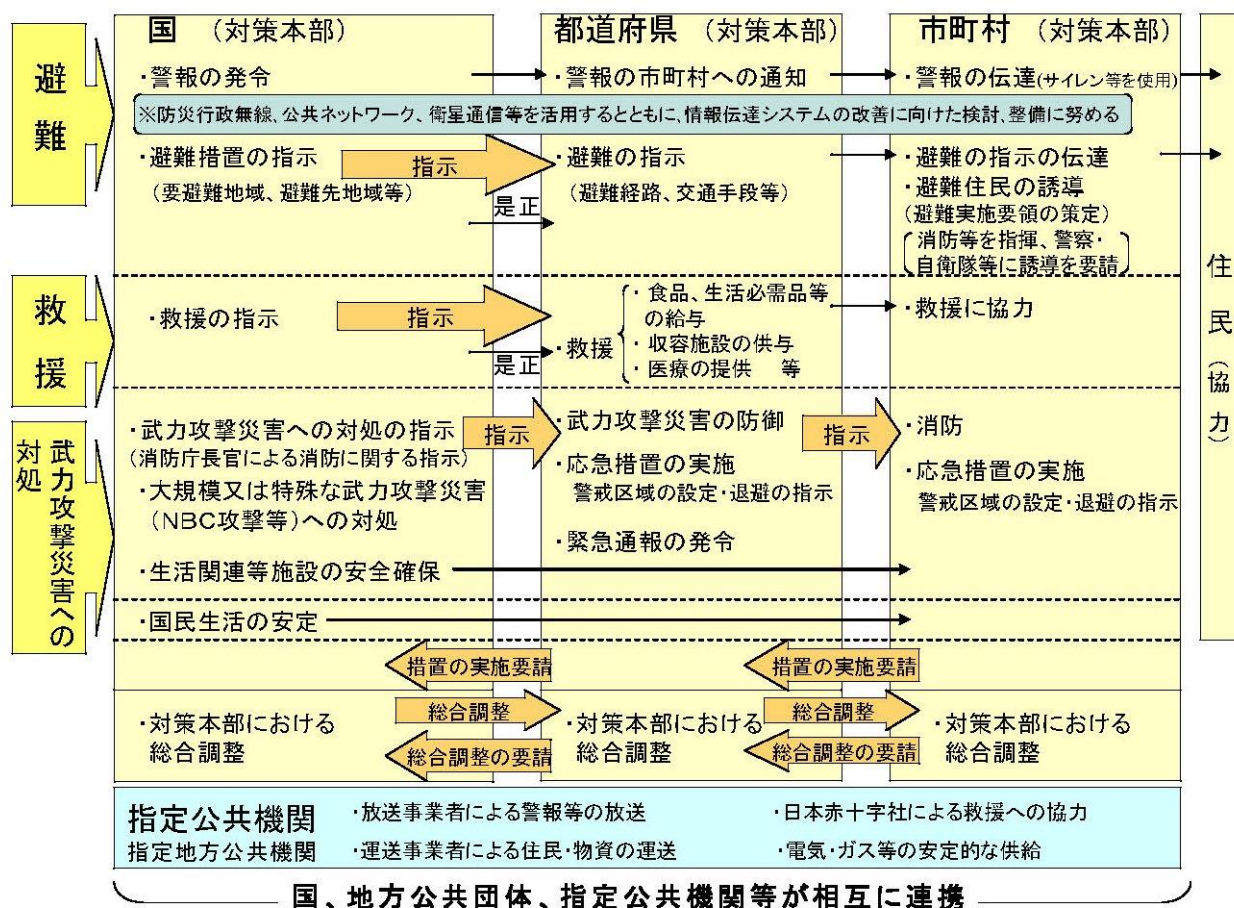 避難
国 (対策本部)
都道府県 (対策本部)
市町村 (対策本部)
・警報の発令
・警報の市町村への通知
・警報の伝達(サイレン等を使用)
※防災行政無線、公共ネットワーク、衛星通信等を活用するとともに、情報伝達システムの改善に向けた検討、整備に努める
・避難措置の指示
(要避難地域、避難先地域等)
指示
是正
・避難の指示
(避難経路、交通手段等)
・避難の指示の伝達
・避難住民の誘導
(避難実施要領の策定)
消防等を指揮、警察・
自衛隊等に誘導を要請
住民(協力)
救援
・救援の指示
指示
是正
・救援
・食品、生活必需品等
の給与
・収容施設の供与
・医療の提供 等
・救援に協力
武力攻撃災害への
対処
・武力攻撃災害への対処の指示
(消防庁長官による消防に関する指示)
・大規模又は特殊な武力攻撃災害
(NBC攻撃等)への対処
指示
・武力攻撃災害の防御
・応急措置の実施
警戒区域の設定・退避の指示
・緊急通報の発令
指示
・消防
・応急措置の実施
警戒区域の設定・退避の指示
・生活関連等施設の安全確保
・国民生活の安定
措置の実施要請
措置の実施要請
・対策本部における
総合調整
総合調整
総合調整の要請
・対策本部における
総合調整
総合調整
総合調整の要請
・対策本部における
総合調整
指定公共機関
指定地方公共機関
・放送事業者による警報等の放送
・日本赤十字社による救援への協力
・運送事業者による住民・物資の運送
・電気・ガス等の安定的な供給
国、地方公共団体、指定公共機関等が相互に連携